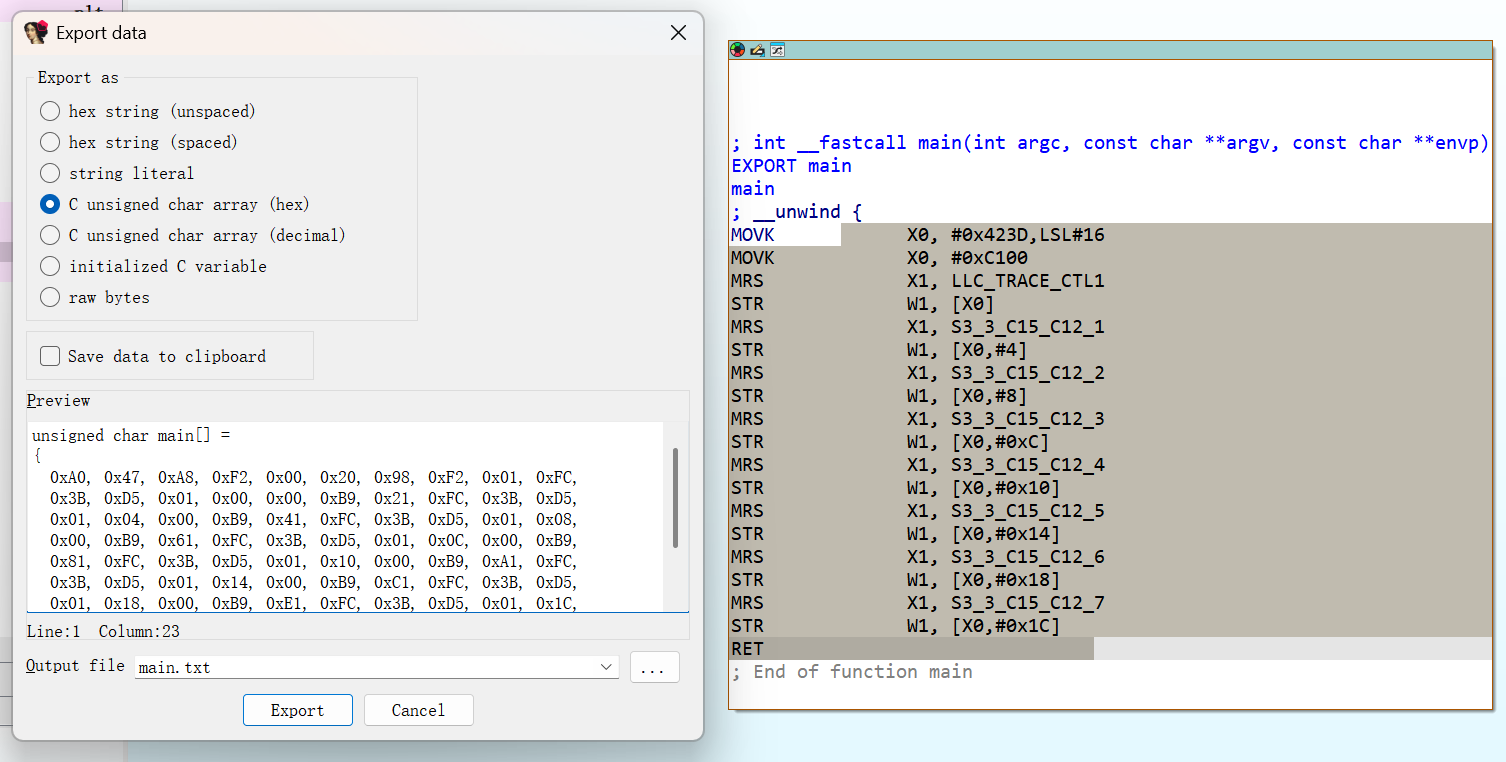 Export data
Export as
hex string (unspaced)
hex string (spaced)
string literal
C unsigned char array (hex)
C unsigned char array (decimal)
initialized C variable
raw bytes
Save data to clipboard
Preview
unsigned char main[] =
{
0xA0, 0x47, 0xA8, 0xF2, 0x00, 0x20, 0x98, 0xF2, 0x01, 0xFC,
0x3B, 0xD5, 0x01, 0x00, 0x00, 0xB9, 0x21, 0xFC, 0x3B, 0xD5,
0x01, 0x04, 0x00, 0xB9, 0x41, 0xFC, 0x3B, 0xD5, 0x01, 0x08,
0x00, 0xB9, 0x61, 0xFC, 0x3B, 0xD5, 0x01, 0x0C, 0x00, 0xB9,
0x81, 0xFC, 0x3B, 0xD5, 0x01, 0x10, 0x00, 0xB9, 0xA1, 0xFC,
0x3B, 0xD5, 0x01, 0x14, 0x00, 0xB9, 0xC1, 0xFC, 0x3B, 0xD5,
0x01, 0x18, 0x00, 0xB9, 0xE1, 0xFC, 0x3B, 0xD5, 0x01, 0x1C,
Line:1 Column:23
Output file main.txt ...
Export Cancel
; int __fastcall main(int argc, const char **argv, const char **envp)
EXPORT main
main
; __unwind {
MOVK X0, #0x423D,LSL#16
MOVK X0, #0xC100
MRS X1, LLC_TRACE_CTL1
STR W1, [X0]
MRS X1, S3_3_C15_C12_1
STR W1, [X0,#4]
MRS X1, S3_3_C15_C12_2
STR W1, [X0,#8]
MRS X1, S3_3_C15_C12_3
STR W1, [X0,#0xC]
MRS X1, S3_3_C15_C12_4
STR W1, [X0,#0x10]
MRS X1, S3_3_C15_C12_5
STR W1, [X0,#0x14]
MRS X1, S3_3_C15_C12_6
STR W1, [X0,#0x18]
MRS X1, S3_3_C15_C12_7
STR W1, [X0,#0x1C]
RET
; End of function main